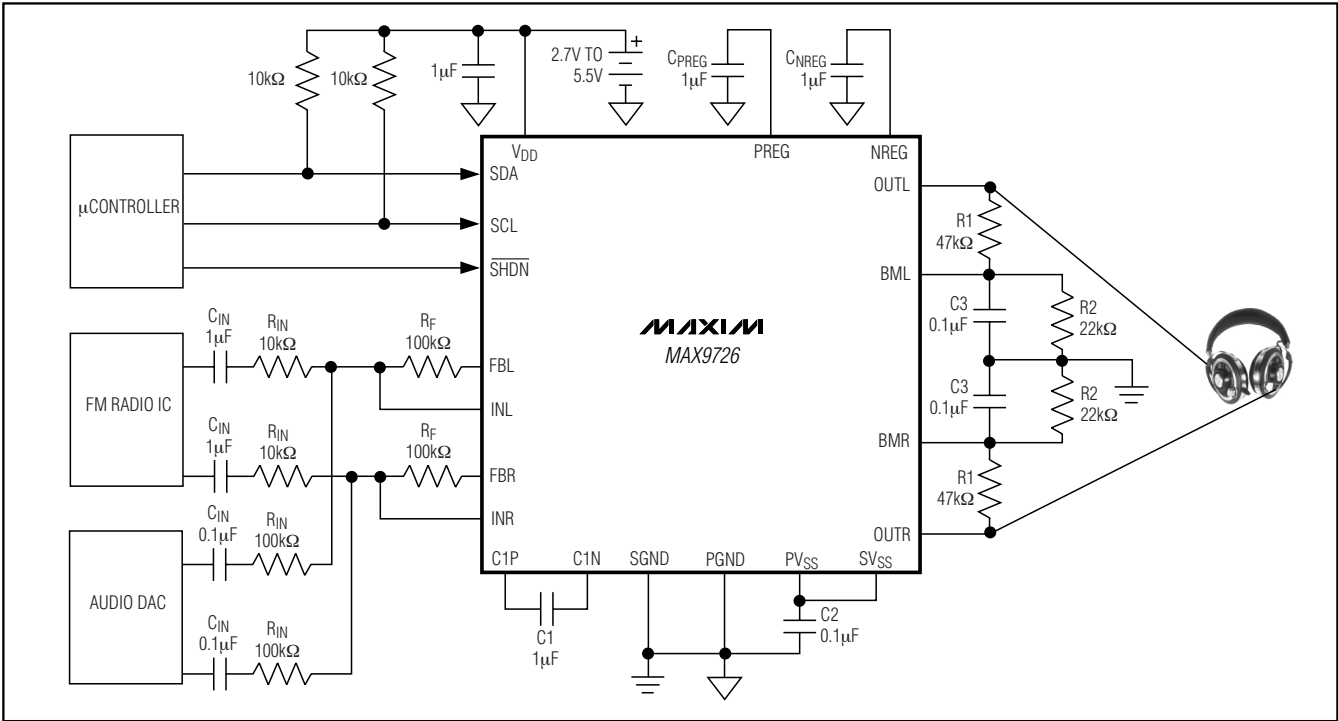 10kΩ
10kΩ
1µF
2.7V TO
5.5V
+
CPREG
1µF
CNREG
1µF
VDD
PREG
NREG
µCONTROLLER
SDA
SCL
SHDN
OUTL
R1
47kΩ
BML
C3
0.1µF
R2
22kΩ
C3
0.1µF
R2
22kΩ
BMR
R1
47kΩ
OUTR
MAXIM
MAX9726
FM RADIO IC
CIN
1µF
RIN
10kΩ
RF
100kΩ
FBL
INL
CIN
1µF
RIN
10kΩ
RF
100kΩ
FBR
INR
AUDIO DAC
CIN
0.1µF
RIN
100kΩ
CIN
0.1µF
RIN
100kΩ
C1P
C1N
SGND
PGND
PVSS
SVSS
C1
1µF
C2
0.1µF